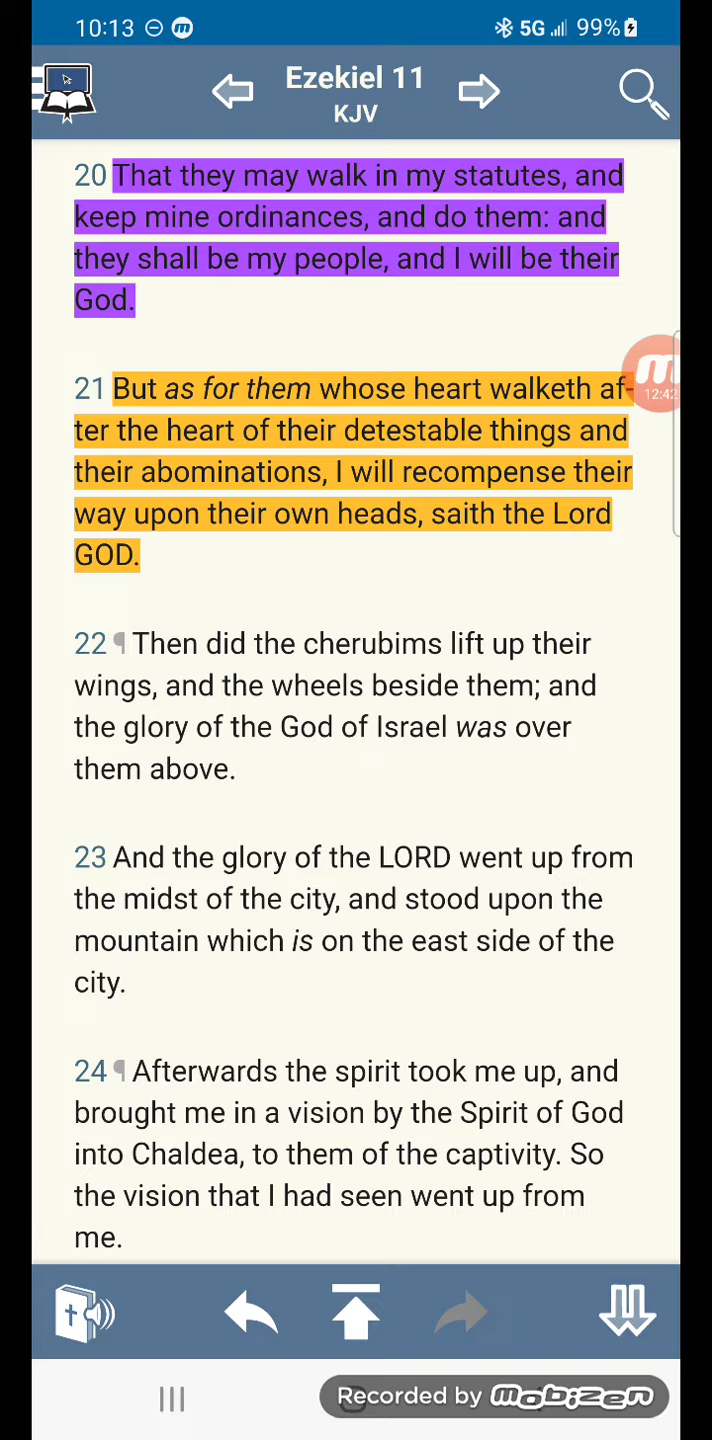 10:13 m 5G 99%
Ezekiel 11
KJV
20 That they may walk in my statutes, and
keep mine ordinances, and do them: and
they shall be my people, and I will be their
God.
m
12:42
21 But as for them whose heart walketh af-
ter the heart of their detestable things and
their abominations, I will recompense their
way upon their own heads, saith the Lord
GOD.
22 ¶ Then did the cherubims lift up their
wings, and the wheels beside them; and
the glory of the God of Israel was over
them above.
23 And the glory of the LORD went up from
the midst of the city, and stood upon the
mountain which is on the east side of the
city.
24 ¶ Afterwards the spirit took me up, and
brought me in a vision by the Spirit of God
into Chaldea, to them of the captivity. So
the vision that I had seen went up from
me.
Recorded by mobizen